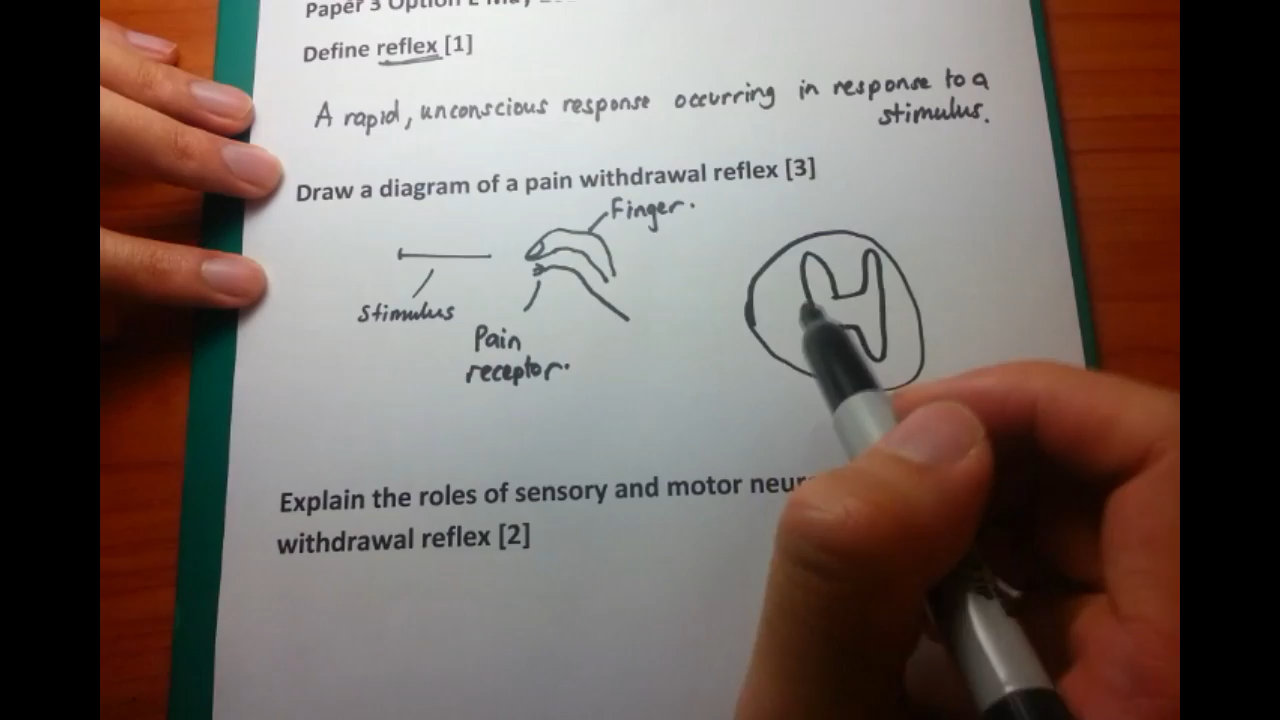 Paper 3 Option E May
Define reflex [1]
A rapid, unconscious response occurring in response to a
stimulus.
Draw a diagram of a pain withdrawal reflex [3]
Finger.
Stimulus
Pain
receptor.
Explain the roles of sensory and motor
withdrawal reflex [2]